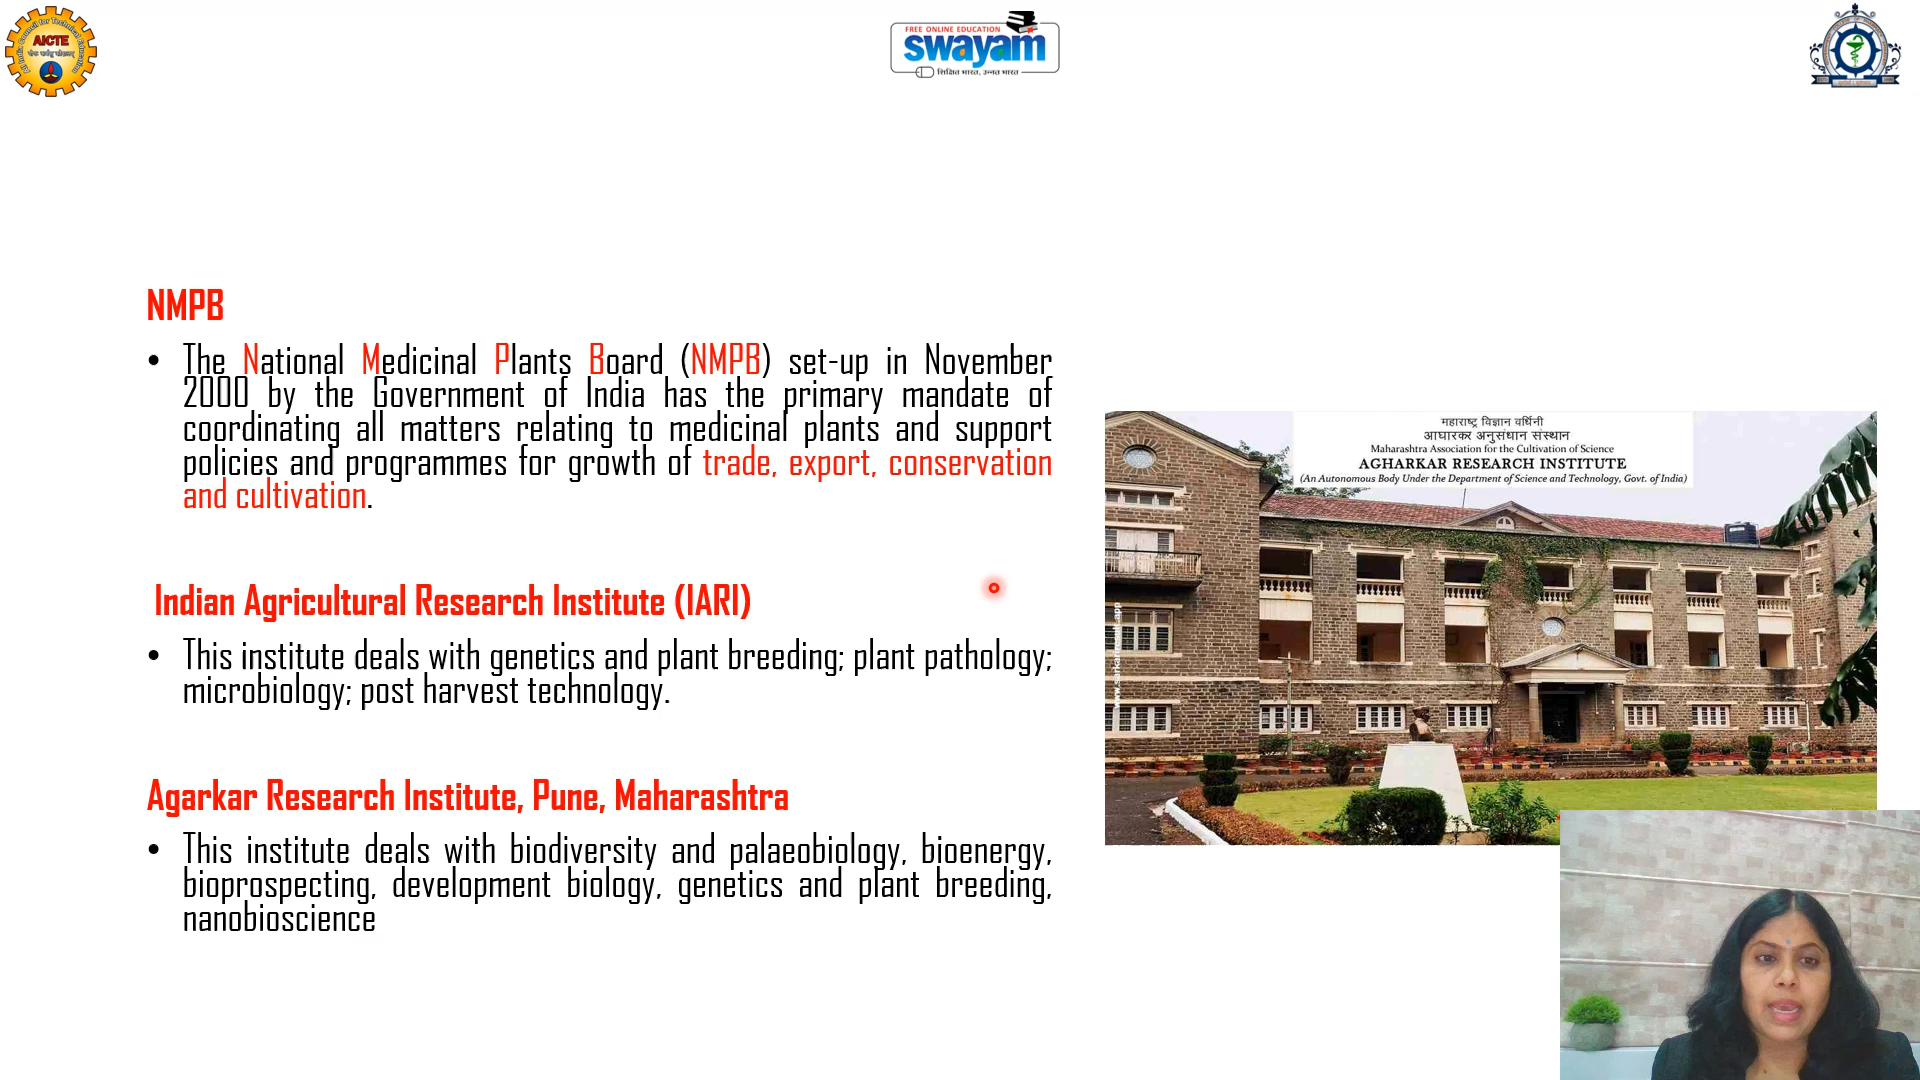 AICTE
FREE ONLINE EDUCATION
swayam
शिक्षित भारत, उन्नत भारत
NMPB
• The National Medicinal Plants Board (NMPB) set-up in November
2000 by the Government of India has the primary mandate of
coordinating all matters relating to medicinal plants and support
policies and programmes for growth of trade, export, conservation
and cultivation.
Indian Agricultural Research Institute (IARI)
• This institute deals with genetics and plant breeding; plant pathology;
microbiology; post harvest technology.
Agarkar Research Institute, Pune, Maharashtra
• This institute deals with biodiversity and palaeobiology, bioenergy,
bioprospecting, development biology, genetics and plant breeding,
nanobioscience
महाराष्ट्र विज्ञान वर्धिनी
आघारकर अनुसंधान संस्थान
Maharashtra Association for the Cultivation of Science
AGHARKAR RESEARCH INSTITUTE
(An Autonomous Body Under the Department of Science and Technology, Govt. of India)